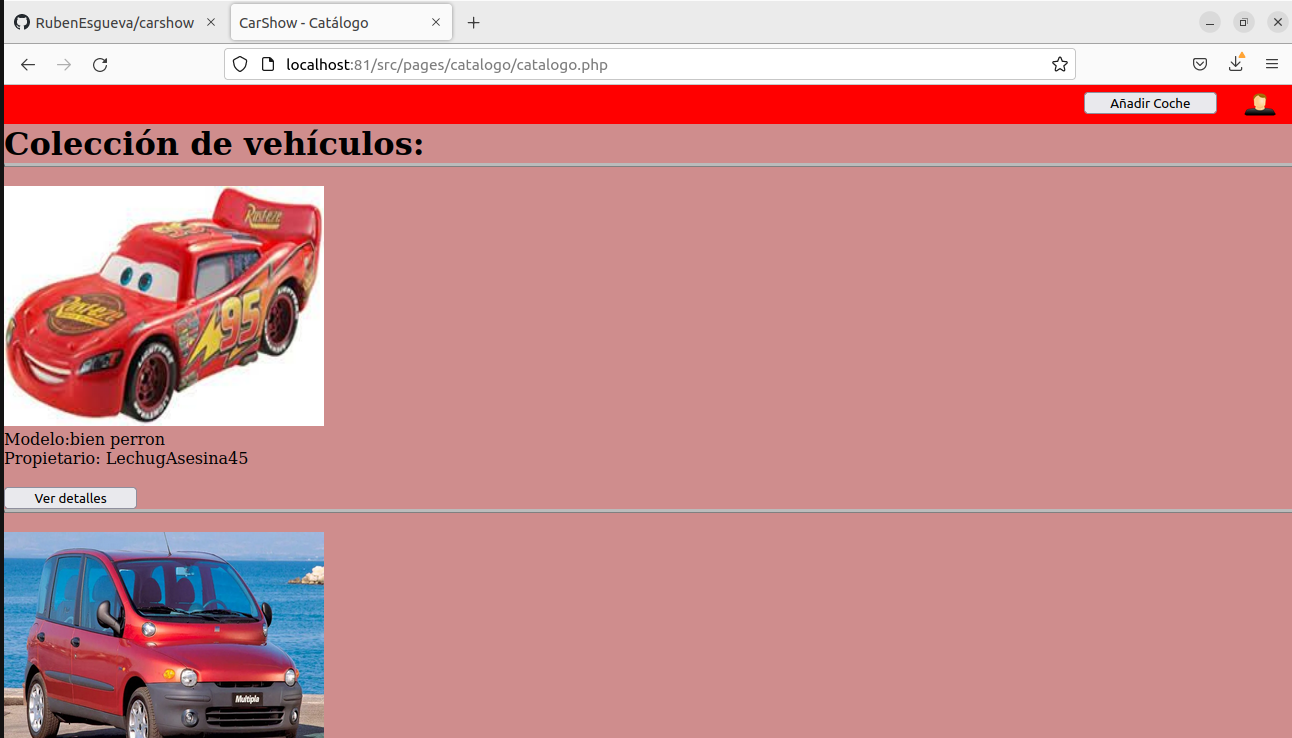 RubenEsgueva/carshow
CarShow - Catálogo
localhost:81/src/pages/catalogo/catalogo.php
Añadir Coche
Colección de vehículos:
Rusteze
Rusteze
95
LIGHTYEAR
Modelo:bien perron
Propietario: LechugAsesina45
Ver detalles
Multipla